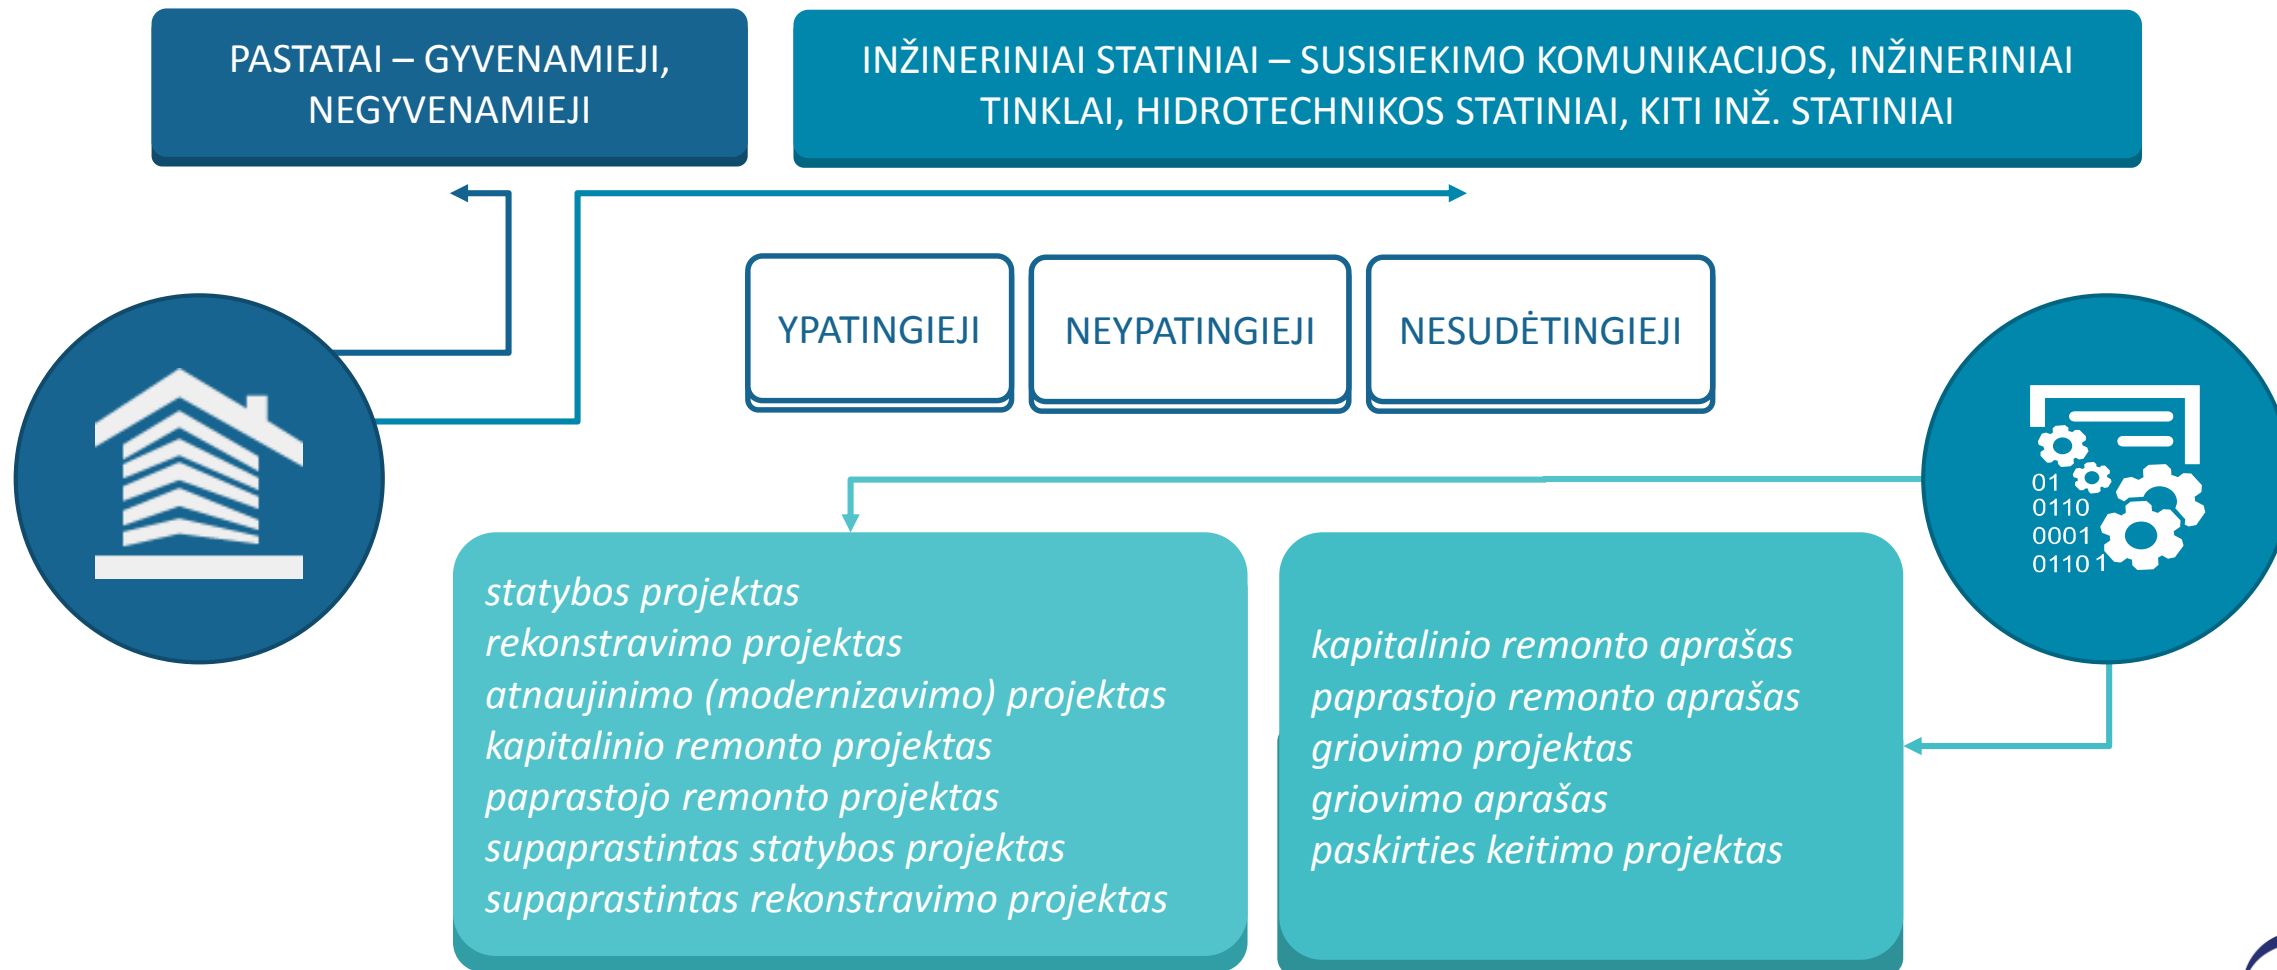 PASTATAI – GYVENAMIEJI,
NEGYVENAMIEJI
INŽINERINIAI STATINIAI – SUSISIEKIMO KOMUNIKACIJOS, INŽINERINIAI
TINKLAI, HIDROTECHNIKOS STATINIAI, KITI INŽ. STATINIAI
YPATINGIEJI
NEYPATINGIEJI
NESUDĖTINGIEJI
01
0110
0001
0110 1
statybos projektas
rekonstravimo projektas
atnaujinimo (modernizavimo) projektas
kapitalinio remonto projektas
paprastojo remonto projektas
supaprastintas statybos projektas
supaprastintas rekonstravimo projektas
kapitalinio remonto aprašas
paprastojo remonto aprašas
griovimo projektas
griovimo aprašas
paskirties keitimo projektas